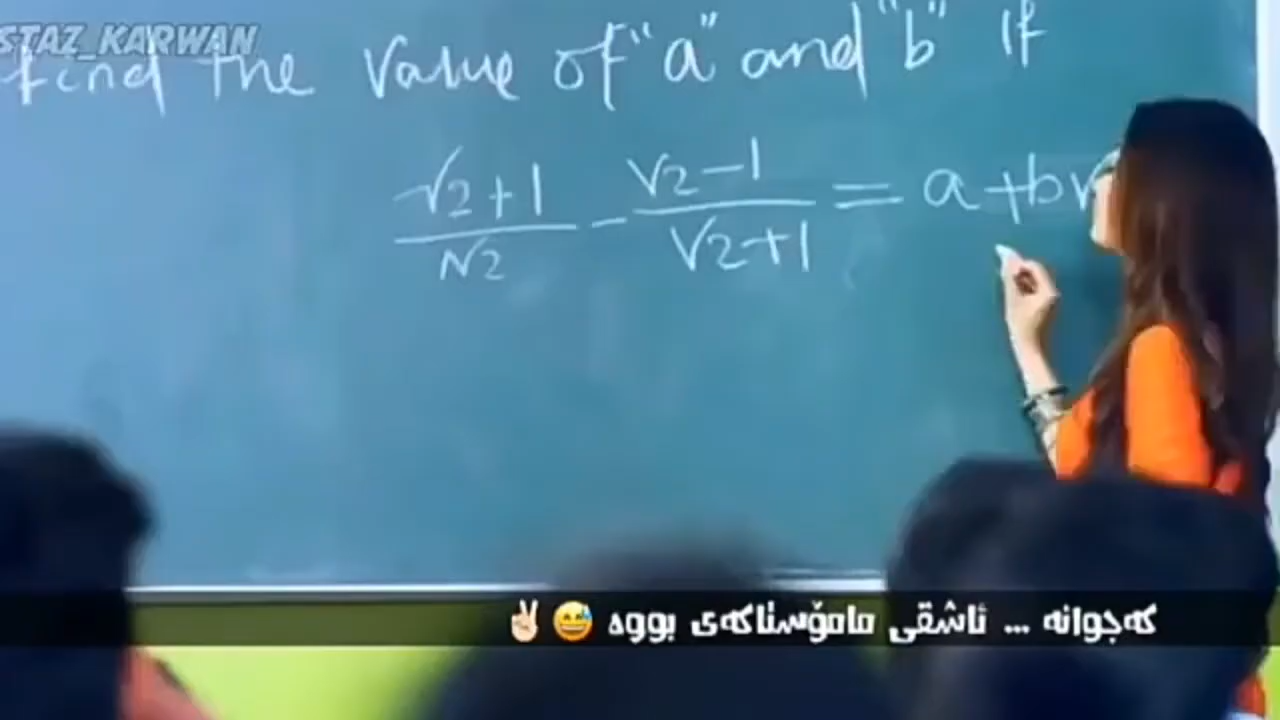 STAZ_KARWAN
find the value of "a" and "b" if
√2+1/√2 - √2-1/√2+1 = a+b√
کەجوانە ... ئاشقی مامۆستاکەی بووە 😅✌🏻